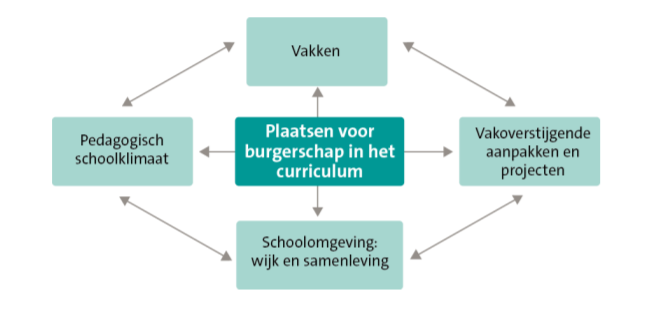 Vakken
Pedagogisch
schoolklimaat
Plaatsen voor
burgerschap in het
curriculum
Vakoverstijgende
aanpakken en
projecten
Schoolomgeving:
wijk en samenleving